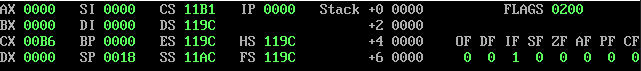 AX 0000 SI 0000 CS 11B1 IP 0000 Stack +0 0000 FLAGS 0200
BX 0000 DI 0000 DS 119C +2 0000
CX 00B6 BP 0000 ES 119C HS 119C +4 0000 OF DF IF SF ZF AF PF CF
DX 0000 SP 0018 SS 11AC FS 119C +6 0000 0 0 1 0 0 0 0 0